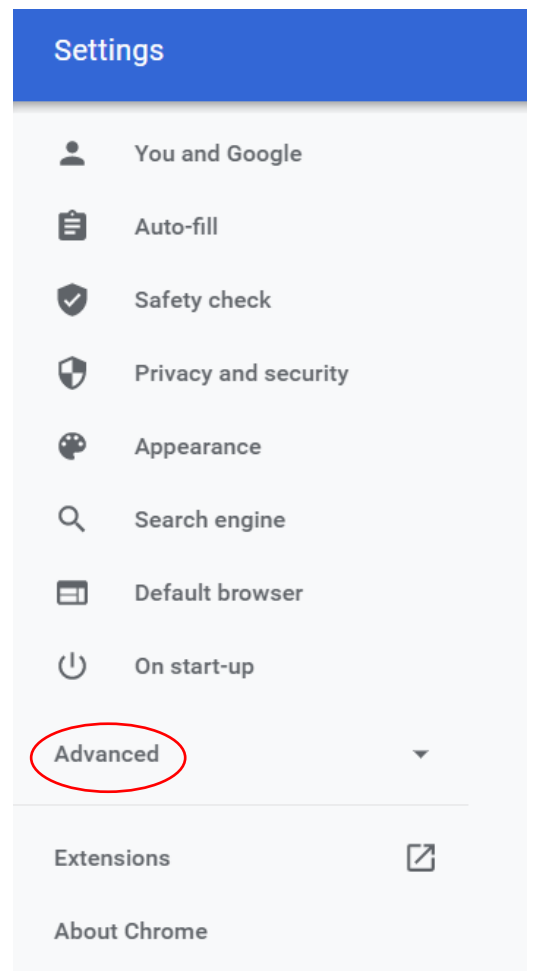 Settings
You and Google
Auto-fill
Safety check
Privacy and security
Appearance
Search engine
Default browser
On start-up
Advanced
Extensions
About Chrome